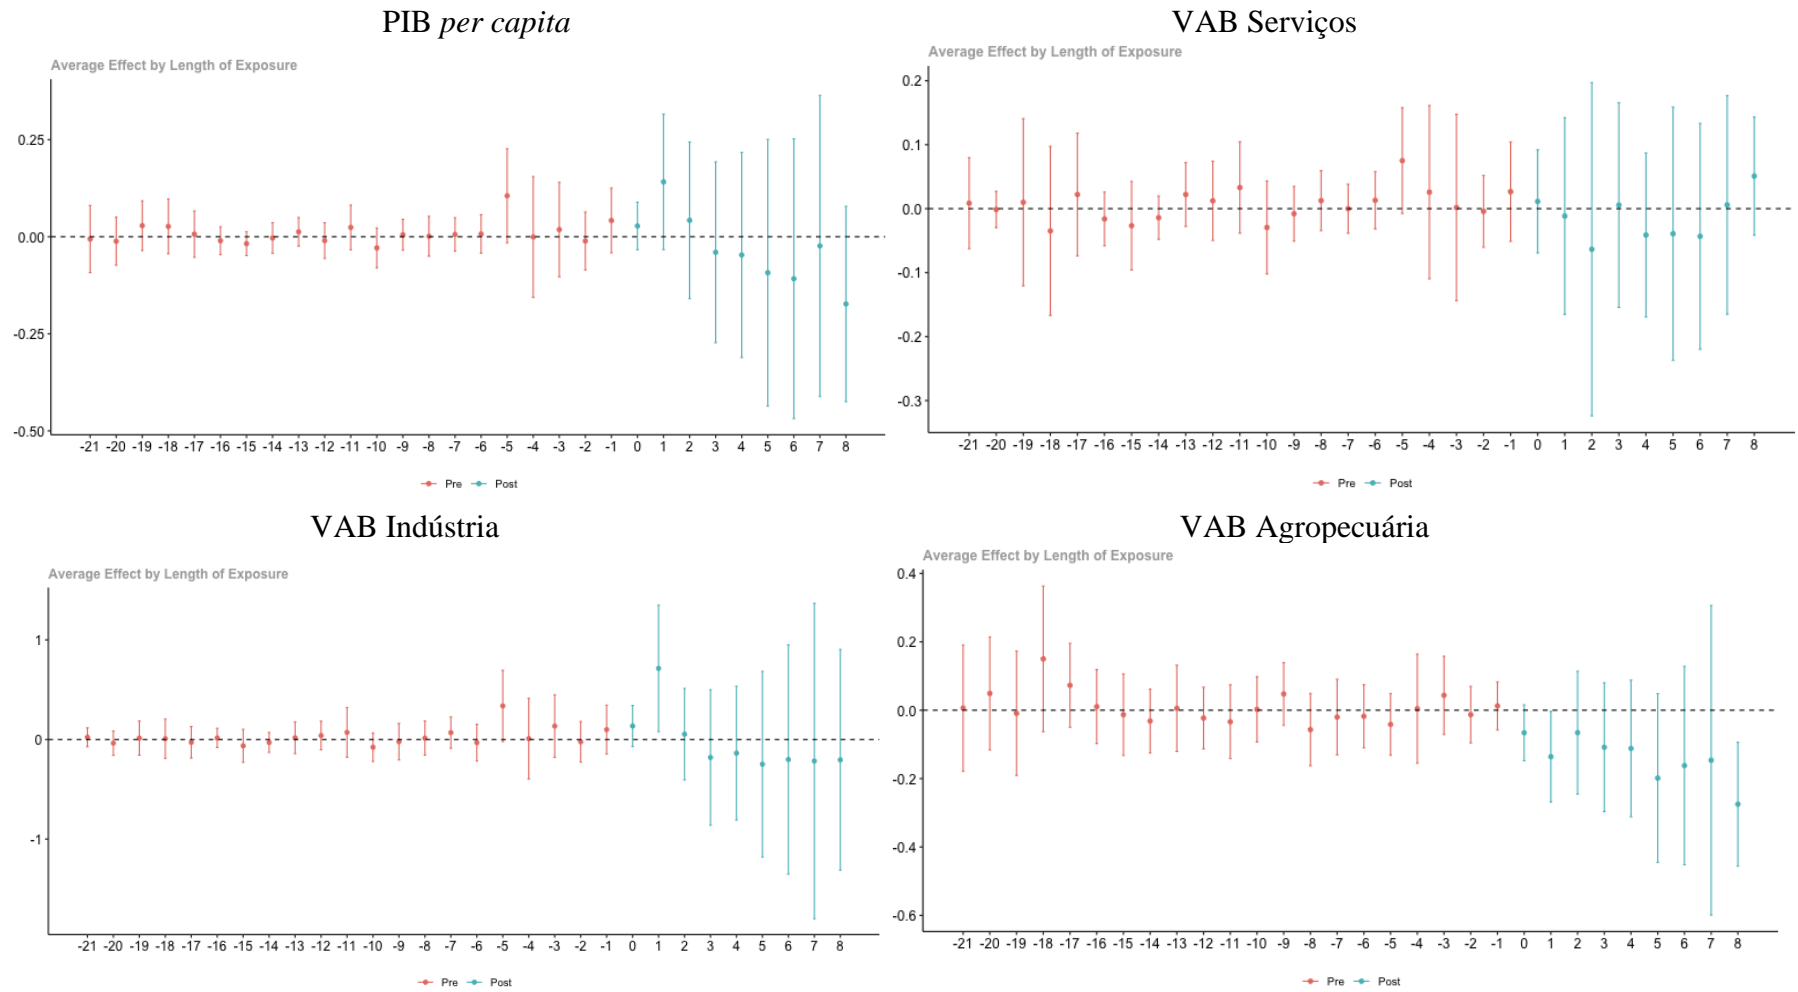 PIB per capita
Average Effect by Length of Exposure
0.25
0.00
-0.25
-0.50
-21 -20 -19 -18 -17 -16 -15 -14 -13 -12 -11 -10 -9 -8 -7 -6 -5 -4 -3 -2 -1 0 1 2 3 4 5 6 7 8
Pre Post
VAB Serviços
Average Effect by Length of Exposure
0.2
0.1
0.0
-0.1
-0.2
-0.3
-21 -20 -19 -18 -17 -16 -15 -14 -13 -12 -11 -10 -9 -8 -7 -6 -5 -4 -3 -2 -1 0 1 2 3 4 5 6 7 8
Pre Post
VAB Indústria
Average Effect by Length of Exposure
1
0
-1
-21 -20 -19 -18 -17 -16 -15 -14 -13 -12 -11 -10 -9 -8 -7 -6 -5 -4 -3 -2 -1 0 1 2 3 4 5 6 7 8
Pre Post
VAB Agropecuária
Average Effect by Length of Exposure
0.4
0.2
0.0
-0.2
-0.4
-0.6
-21 -20 -19 -18 -17 -16 -15 -14 -13 -12 -11 -10 -9 -8 -7 -6 -5 -4 -3 -2 -1 0 1 2 3 4 5 6 7 8
Pre Post